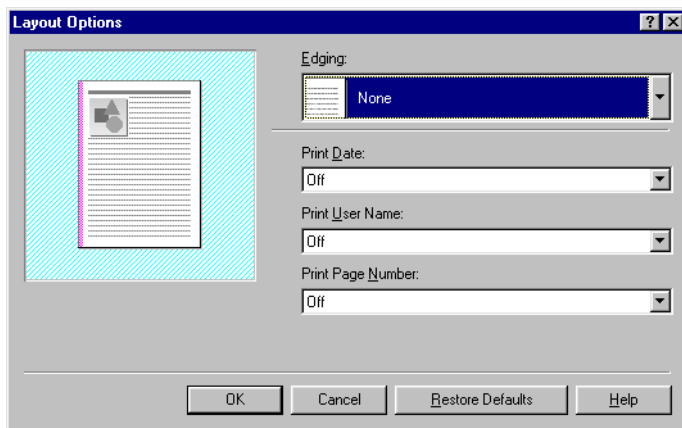 Layout Options
Edging:
None
Print Date:
Off
Print User Name:
Off
Print Page Number:
Off
OK Cancel Restore Defaults Help